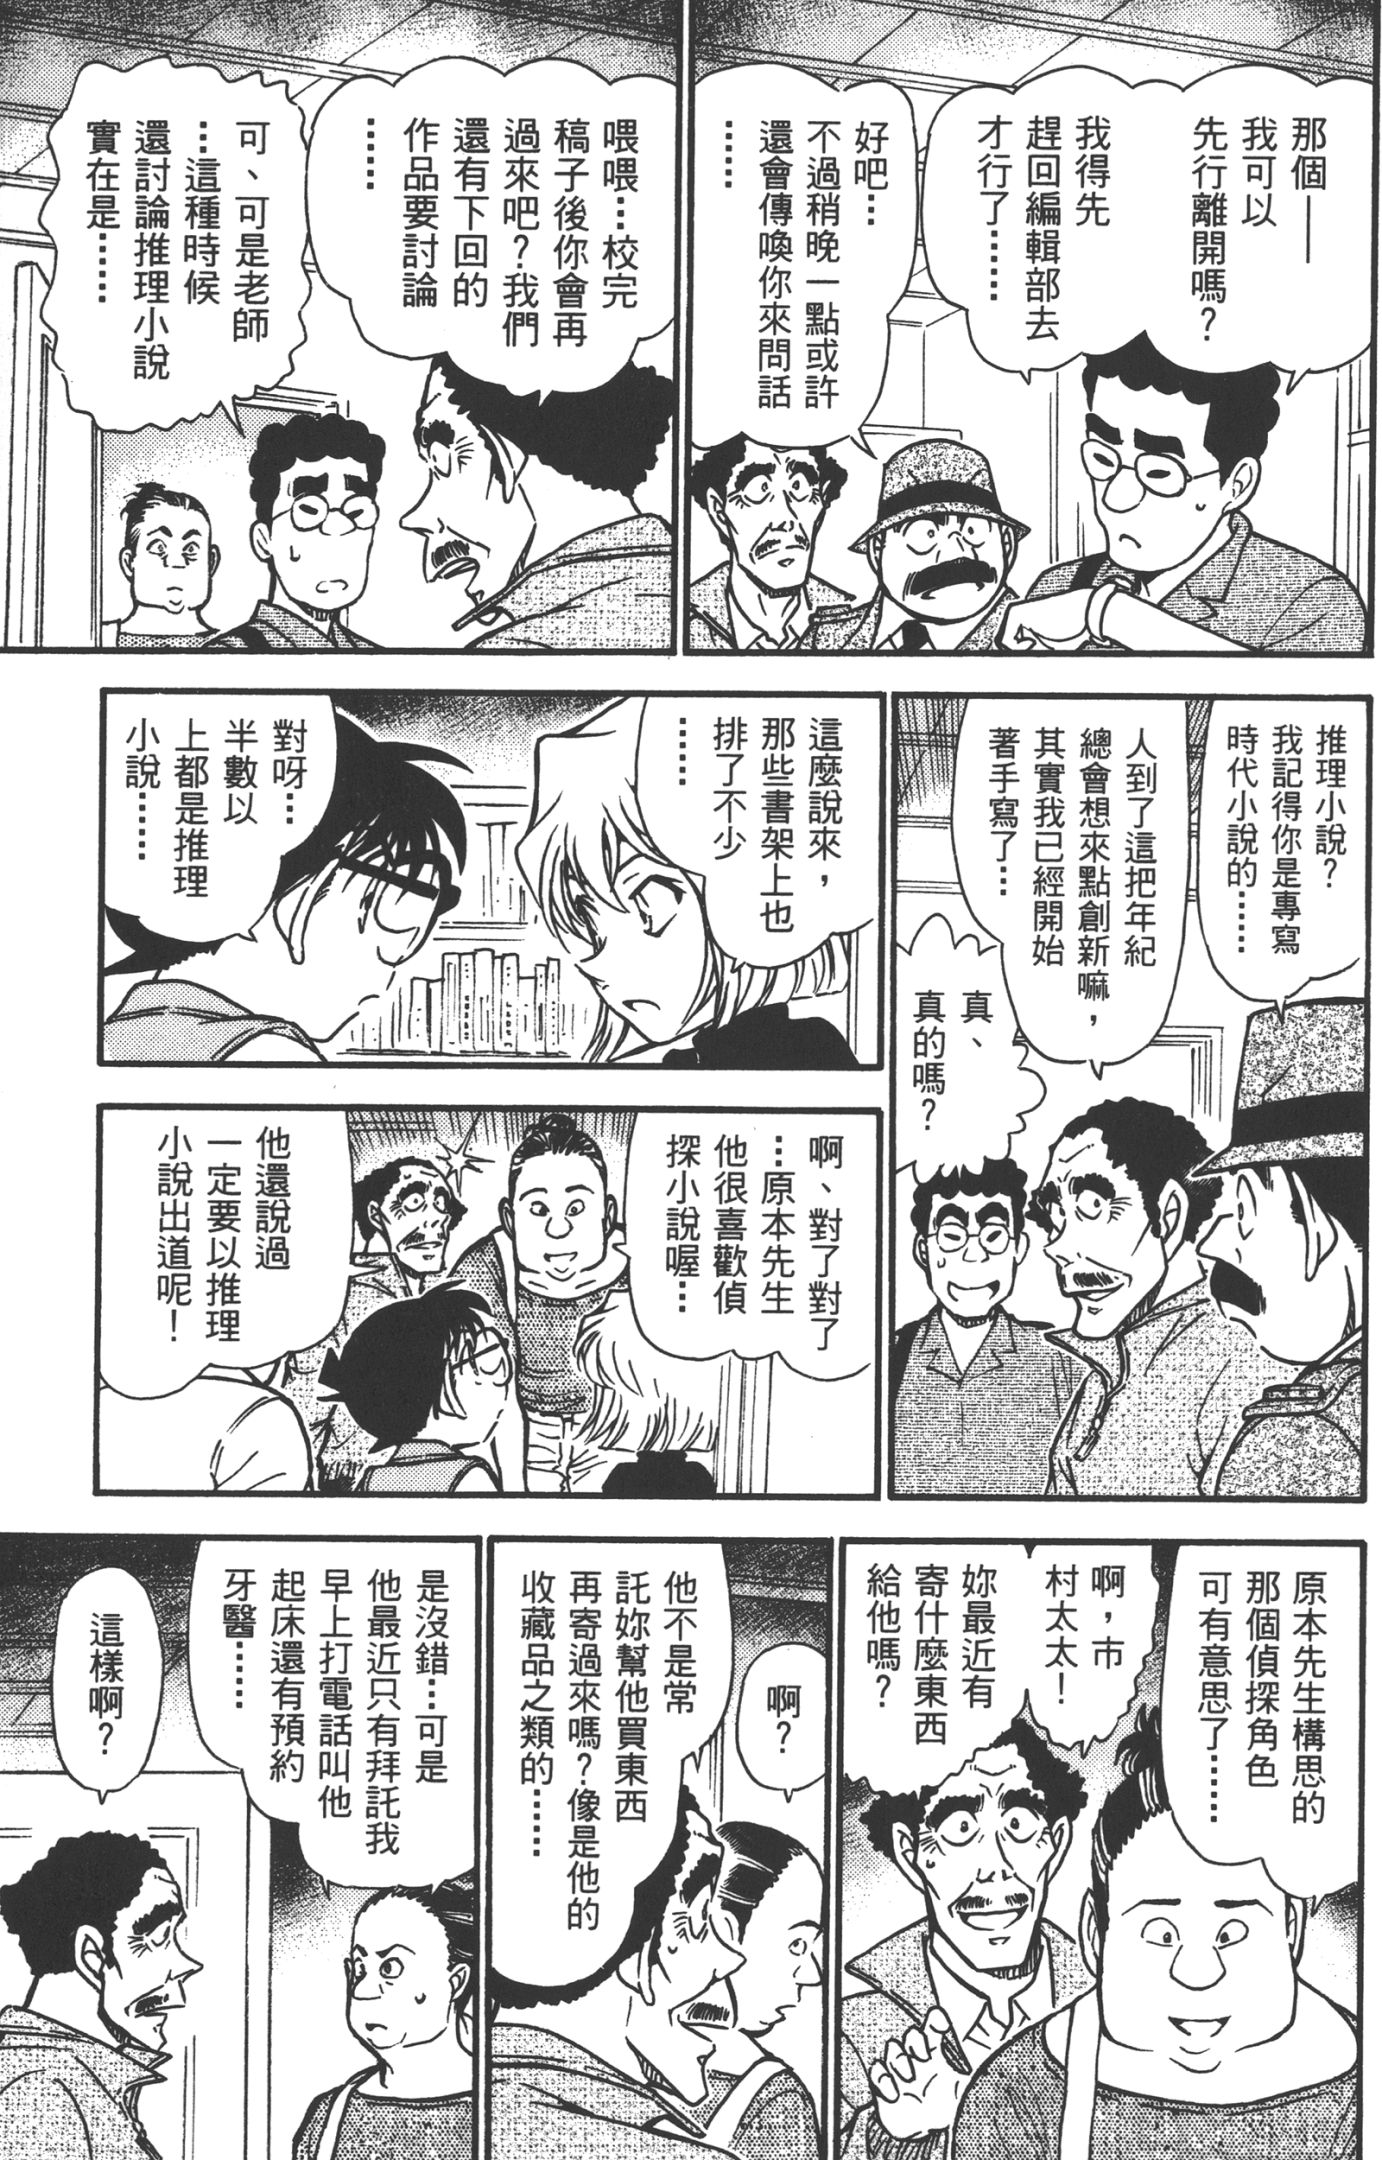 那個──
我可以
先行離開嗎？
我得先
趕回編輯部去
才行了……
好吧…
不過稍晚一點或許
還會傳喚你來問話
……
喂喂…校完
稿子後你會再
過來吧？我們
還有下回的
作品要討論
……
可、可是老師
…這種時候
還討論推理小說
實在是……
推理小說？
我記得你是專寫
時代小說的……
人到了這把年紀
總會想來點創新嘛，
其實我已經開始
著手寫了…
真、
真的嗎？
這麼說來，
那些書架上也
排了不少
……
對呀…
半數以
上都是推理
小說……
啊、對了對了
…原本先生
他很喜歡偵
探小說喔…
他還說過
一定要以推理
小說出道呢！
原本先生構思的
那個偵探角色
可有意思了……
啊，市
村太太！
妳最近有
寄什麼東西
給他嗎？
啊？
他不是常
託妳幫他買東西
再寄過來嗎？像是他的
收藏品之類的……
是沒錯…可是
他最近只有拜託我
早上打電話叫他
起床還有預約
牙醫……
這樣啊？